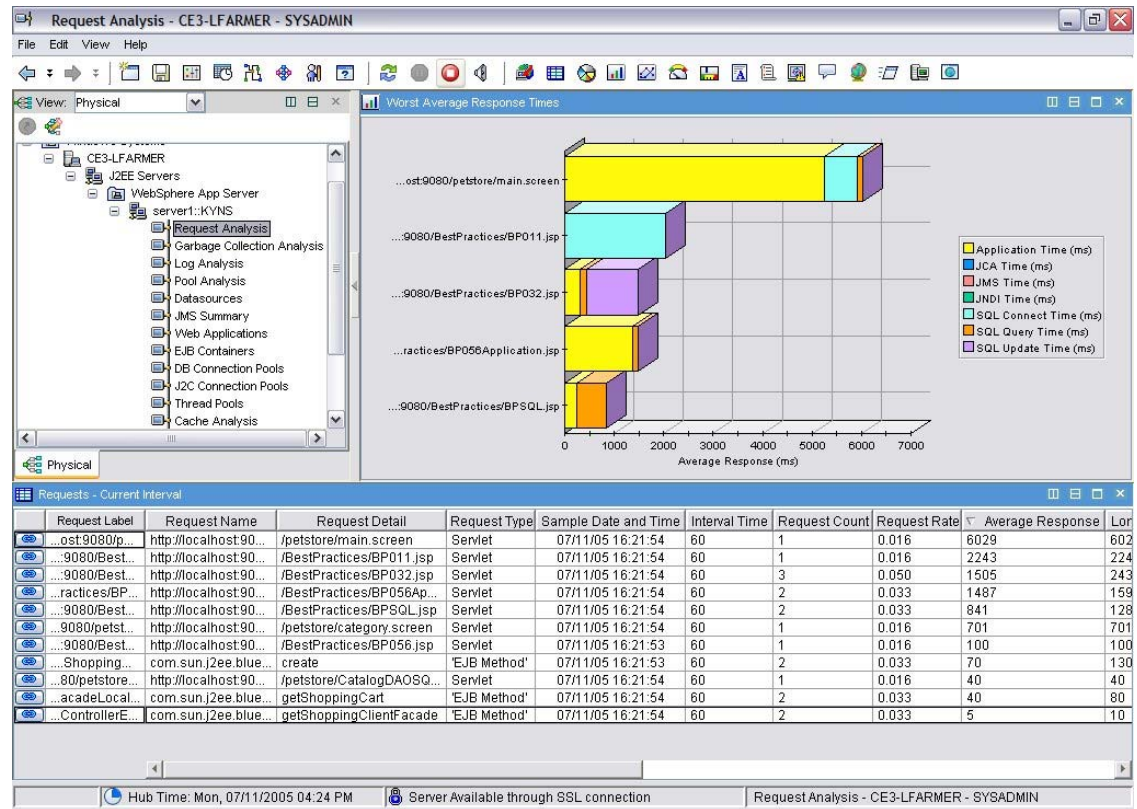 Request Analysis - CE3-LFARMER - SYSADMIN
File Edit View Help
View: Physical
CE3-LFARMER
J2EE Servers
WebSphere App Server
server1::KYNS
Request Analysis
Garbage Collection Analysis
Log Analysis
Pool Analysis
Datasources
JMS Summary
Web Applications
EJB Containers
DB Connection Pools
J2C Connection Pools
Thread Pools
Cache Analysis
Physical
Worst Average Response Times
...ost:9080/petstore/main.screen
...:9080/BestPractices/BP011.jsp
...:9080/BestPractices/BP032.jsp
...ractices/BP056Application.jsp
...:9080/BestPractices/BPSQL.jsp
0 1000 2000 3000 4000 5000 6000 7000
Average Response (ms)
Application Time (ms)
JCA Time (ms)
JMS Time (ms)
JNDI Time (ms)
SQL Connect Time (ms)
SQL Query Time (ms)
SQL Update Time (ms)
Requests - Current Interval
Request Label Request Name Request Detail Request Type Sample Date and Time Interval Time Request Count Request Rate Average Response Lor
...ost:9080/p... http://localhost:90... /petstore/main.screen Servlet 07/11/05 16:21:54 60 1 0.016 6029 602
...:9080/Best... http://localhost:90... /BestPractices/BP011.jsp Servlet 07/11/05 16:21:54 60 1 0.016 2243 224
...:9080/Best... http://localhost:90... /BestPractices/BP032.jsp Servlet 07/11/05 16:21:54 60 3 0.050 1505 243
...ractices/BP... http://localhost:90... /BestPractices/BP056Ap... Servlet 07/11/05 16:21:54 60 2 0.033 1487 159
...:9080/Best... http://localhost:90... /BestPractices/BPSQL.jsp Servlet 07/11/05 16:21:54 60 2 0.033 841 128
...9080/petst... http://localhost:90... /petstore/category.screen Servlet 07/11/05 16:21:54 60 1 0.016 701 701
...:9080/Best... http://localhost:90... /BestPractices/BP056.jsp Servlet 07/11/05 16:21:53 60 1 0.016 100 100
...Shopping... com.sun.j2ee.blue... create 'EJB Method' 07/11/05 16:21:53 60 2 0.033 70 130
...80/petstore... http://localhost:90... /petstore/CatalogDAOSQ... Servlet 07/11/05 16:21:54 60 1 0.016 40 40
...acadeLocal... com.sun.j2ee.blue... getShoppingCart 'EJB Method' 07/11/05 16:21:54 60 2 0.033 40 80
...ControllerE... com.sun.j2ee.blue... getShoppingClientFacade 'EJB Method' 07/11/05 16:21:54 60 2 0.033 5 10
Hub Time: Mon, 07/11/2005 04:24 PM Server Available through SSL connection Request Analysis - CE3-LFARMER - SYSADMIN